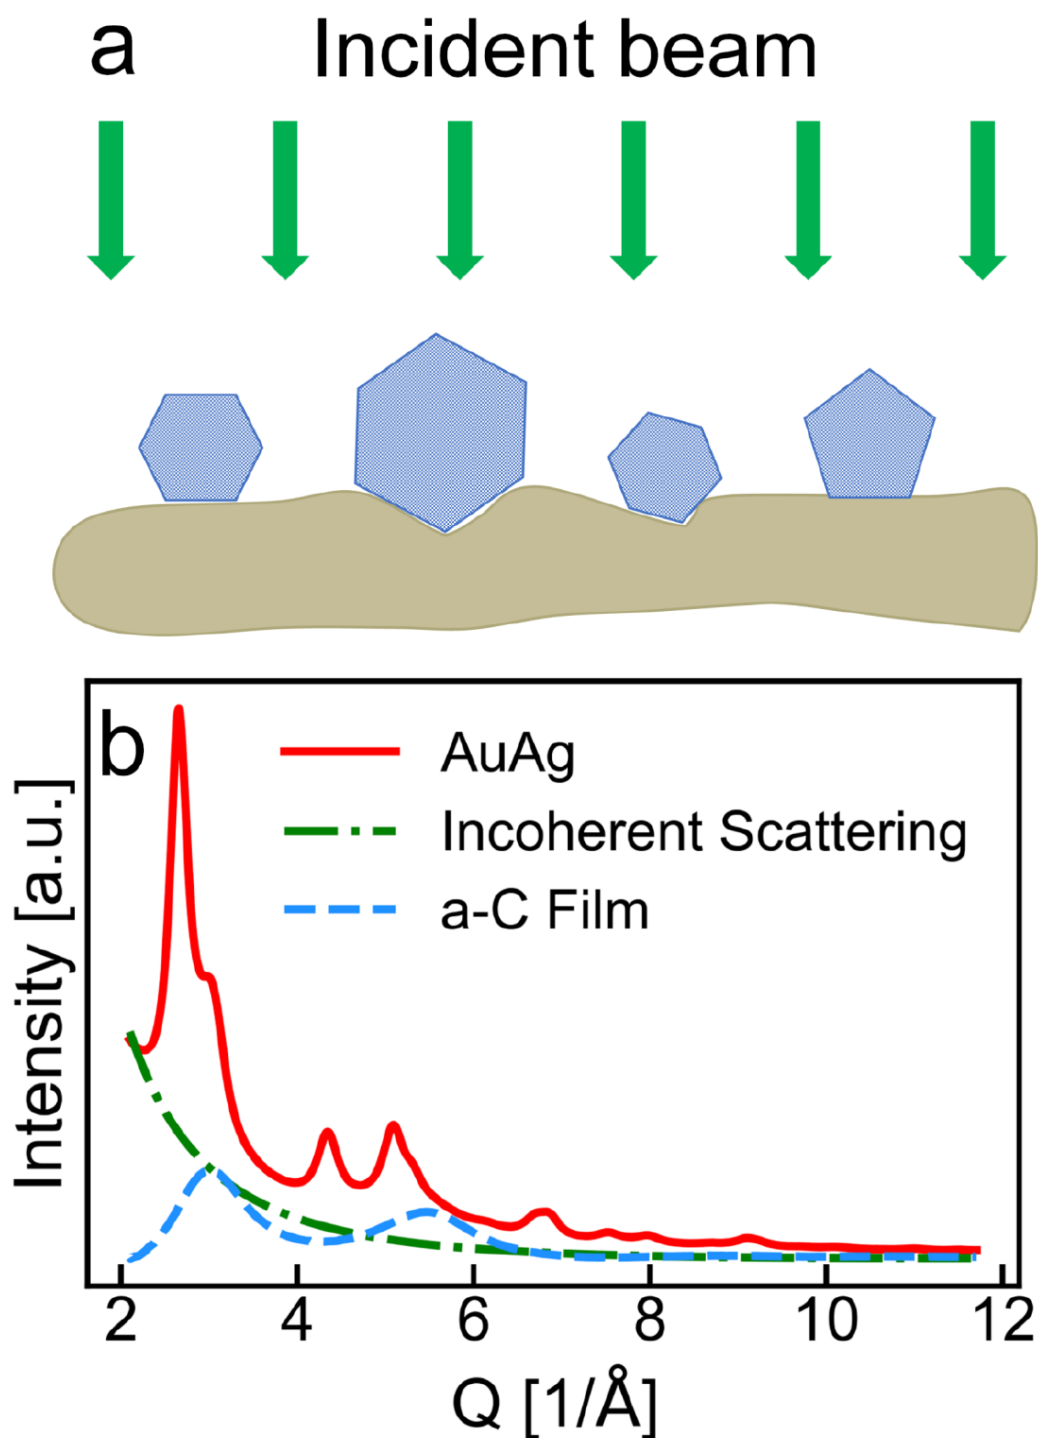 a Incident beam
b
AuAg
Incoherent Scattering
a-C Film
Intensity [a.u.]
2 4 6 8 10 12
Q [1/Å]